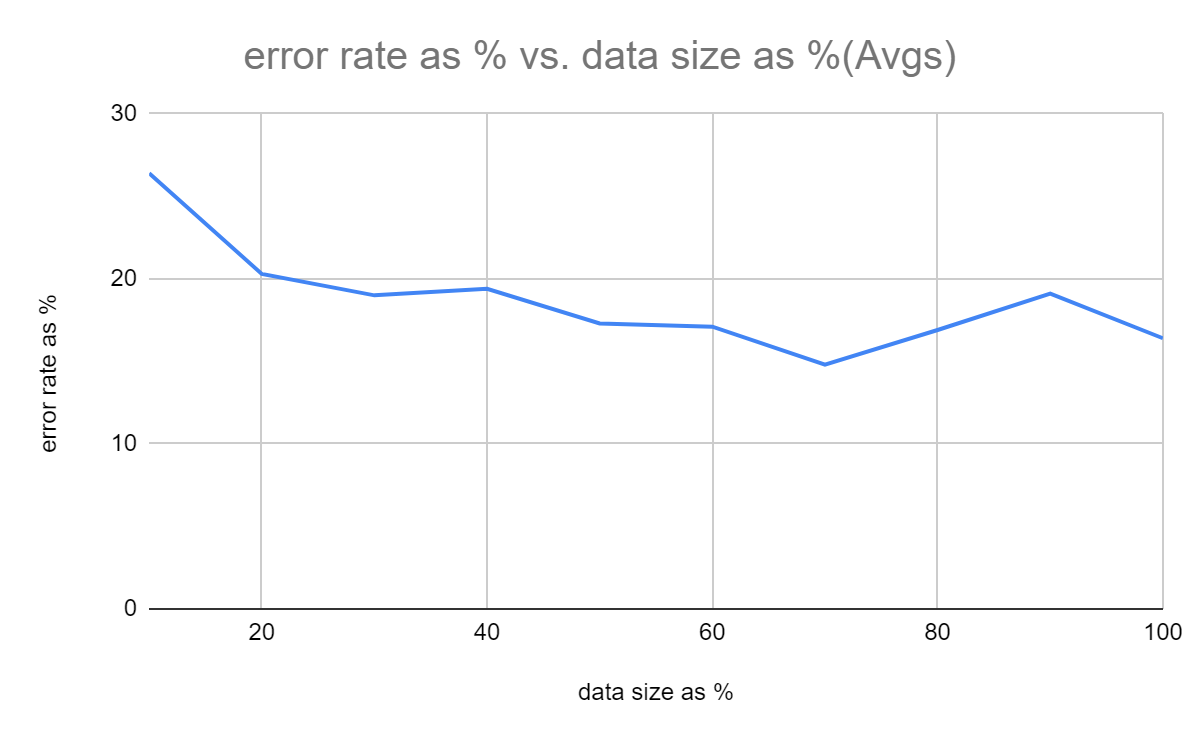 error rate as % vs. data size as %(Avgs)
30
20
10
0
error rate as %
20 40 60 80 100
data size as %